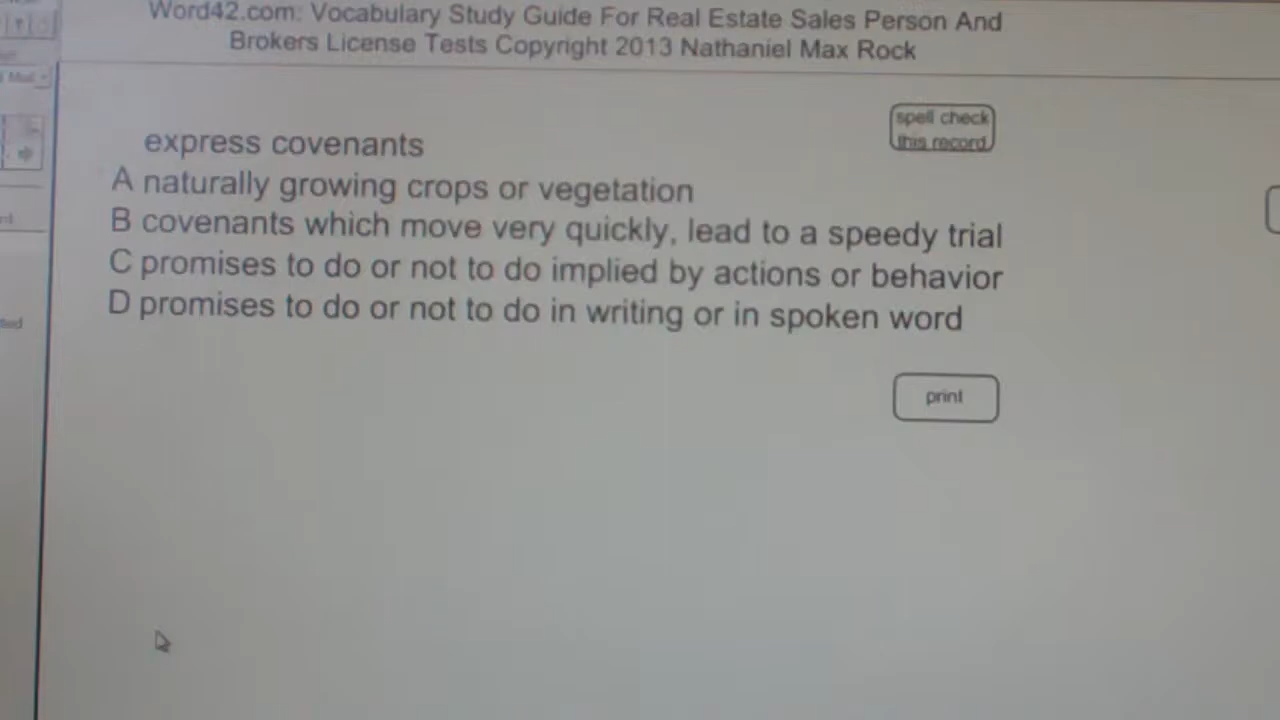 Word42.com: Vocabulary Study Guide For Real Estate Sales Person And
Brokers License Tests Copyright 2013 Nathaniel Max Rock
spell check
this record
express covenants
A naturally growing crops or vegetation
B covenants which move very quickly, lead to a speedy trial
C promises to do or not to do implied by actions or behavior
D promises to do or not to do in writing or in spoken word
print